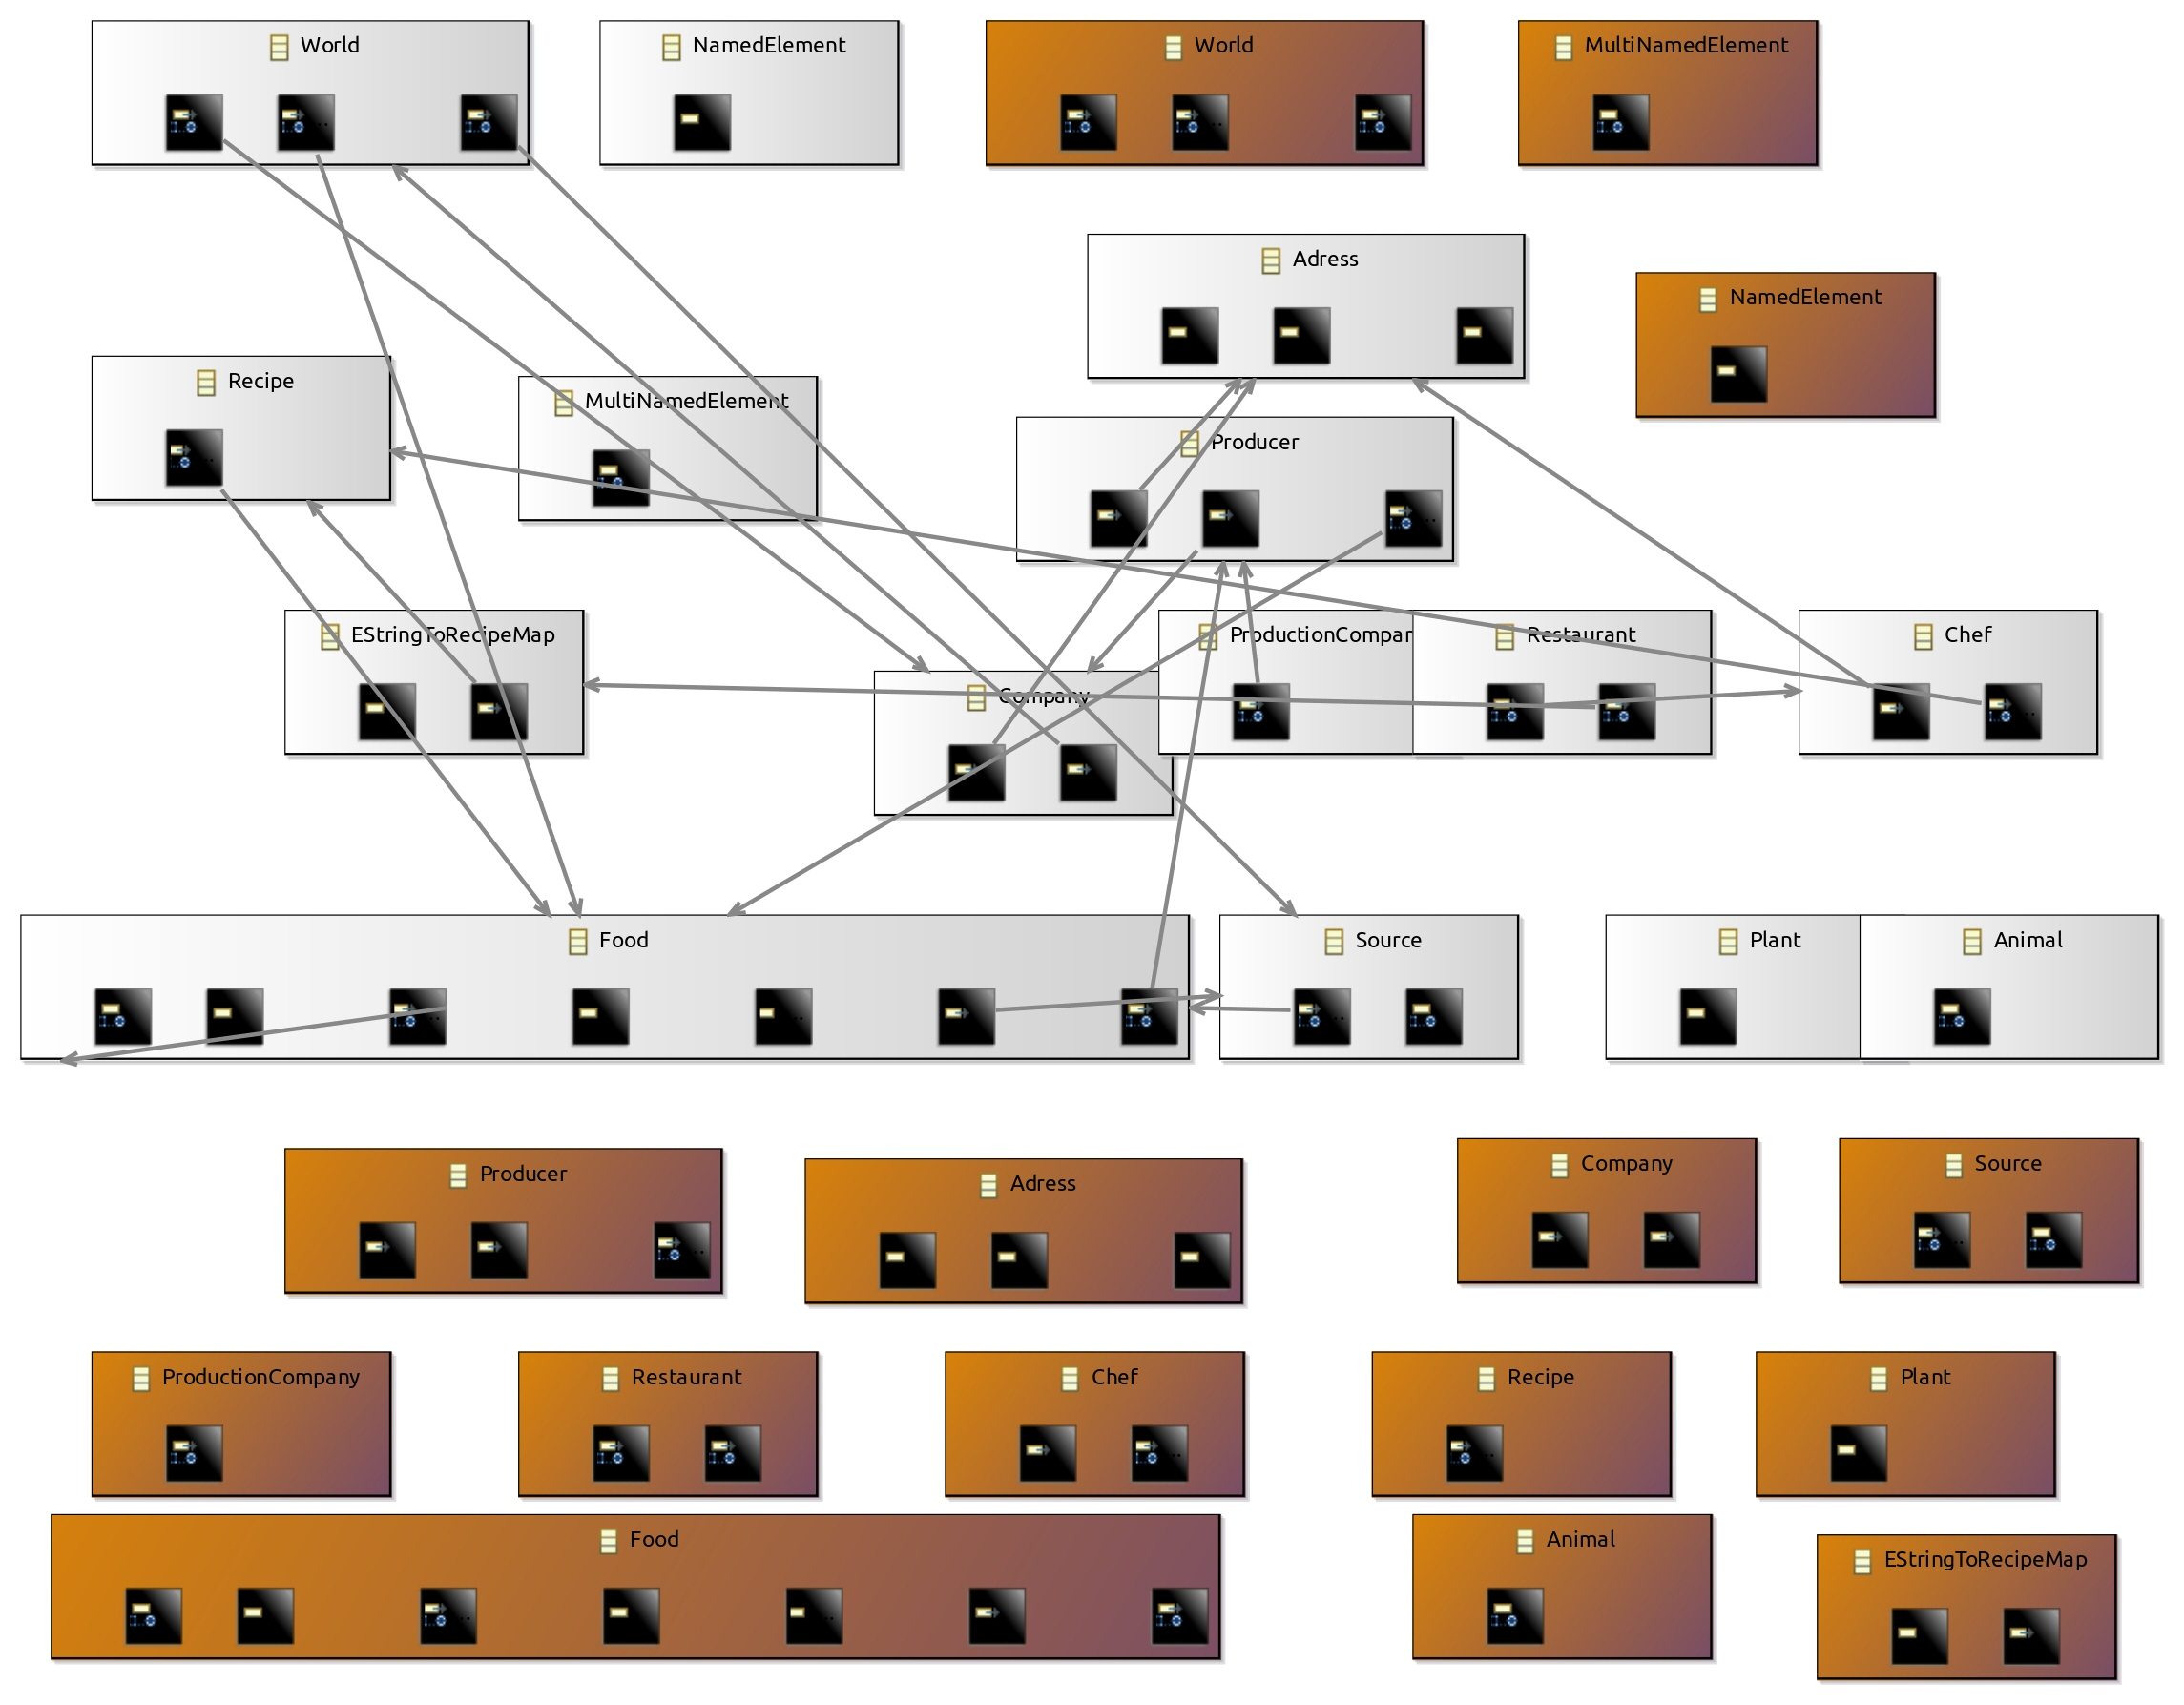 World
NamedElement
World
MultiNamedElement
Adress
NamedElement
Recipe
MultiNamedElement
Producer
EStringToRecipeMap
ProductionCompar
Restaurant
Chef
Company
Food
Source
Plant
Animal
Producer
Adress
Company
Source
ProductionCompany
Restaurant
Chef
Recipe
Plant
Food
Animal
EStringToRecipeMap